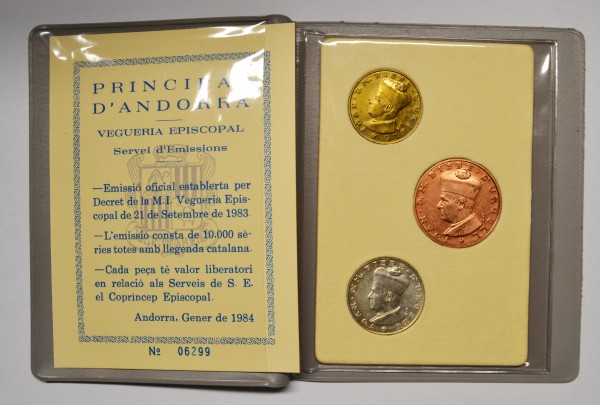 PRINCIPAT
D'ANDORRA
VEGUERIA EPISCOPAL
Servei d'Emissions
—Emissió oficial establerta per
Decret de la M.I. Vegueria Epis-
copal de 21 de Setembre de 1983
—L'emissio consta de 10.000 sè-
ries totes amb llegenda catalana.
—Cada peça té valor liberatori
en relació als Serveis de S. E.
el Copríncep Episcopal.
Andorra, Gener de 1984
Nº 06299